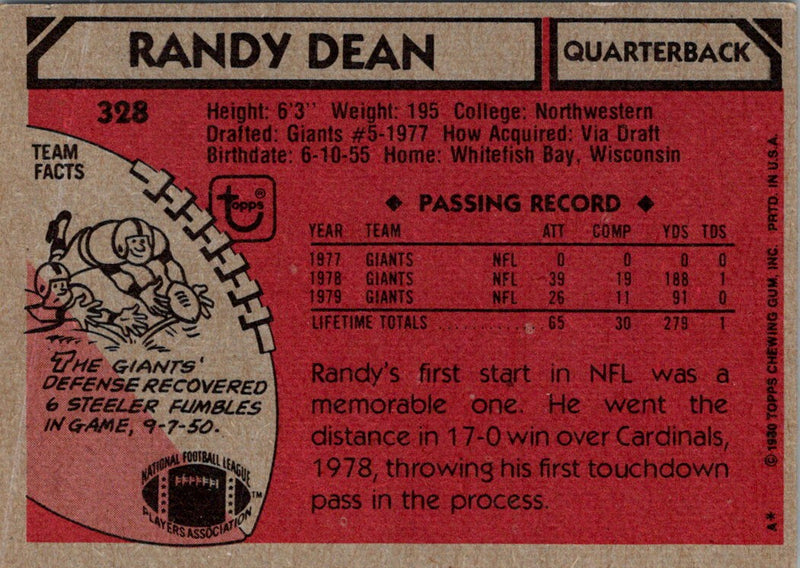 RANDY DEAN
QUARTERBACK
328
Height: 6'3" Weight: 195 College: Northwestern
Drafted: Giants #5-1977 How Acquired: Via Draft
Birthdate: 6-10-55 Home: Whitefish Bay, Wisconsin
TEAM
FACTS
topps®
◆ PASSING RECORD ◆
YEAR TEAM ATT COMP YDS TDS
1977 GIANTS NFL 0 0 0 0
1978 GIANTS NFL 39 19 188 1
1979 GIANTS NFL 26 11 91 0
LIFETIME TOTALS .......... 65 30 279 1
THE GIANTS'
DEFENSE RECOVERED
6 STEELER FUMBLES
IN GAME, 9-7-50.
Randy's first start in NFL was a
memorable one. He went the
distance in 17-0 win over Cardinals,
1978, throwing his first touchdown
pass in the process.
NATIONAL FOOTBALL LEAGUE
PLAYERS ASSOCIATION
™
A* © 1980 TOPPS CHEWING GUM, INC. PRTD. IN U.S.A.